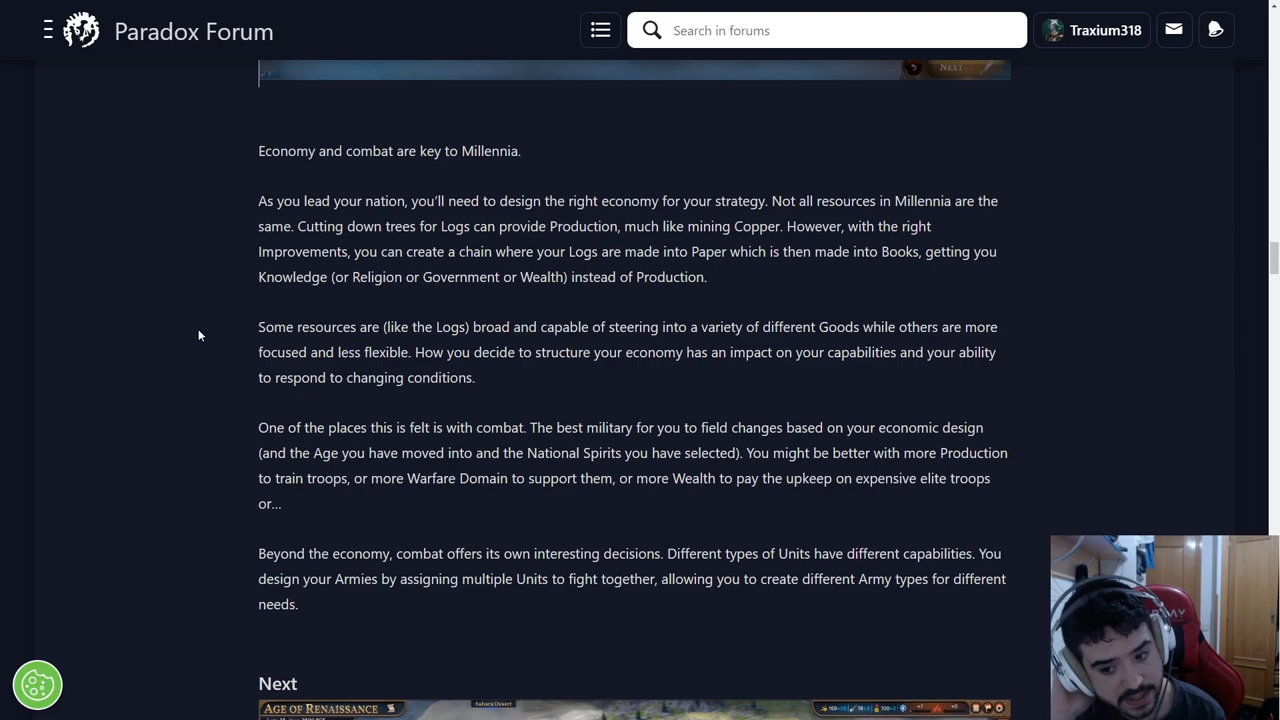 Paradox Forum
Search in forums
Traxium318
NEXT
Economy and combat are key to Millennia.
As you lead your nation, you’ll need to design the right economy for your strategy. Not all resources in Millennia are the
same. Cutting down trees for Logs can provide Production, much like mining Copper. However, with the right
Improvements, you can create a chain where your Logs are made into Paper which is then made into Books, getting you
Knowledge (or Religion or Government or Wealth) instead of Production.
Some resources are (like the Logs) broad and capable of steering into a variety of different Goods while others are more
focused and less flexible. How you decide to structure your economy has an impact on your capabilities and your ability
to respond to changing conditions.
One of the places this is felt is with combat. The best military for you to field changes based on your economic design
(and the Age you have moved into and the National Spirits you have selected). You might be better with more Production
to train troops, or more Warfare Domain to support them, or more Wealth to pay the upkeep on expensive elite troops
or...
Beyond the economy, combat offers its own interesting decisions. Different types of Units have different capabilities. You
design your Armies by assigning multiple Units to fight together, allowing you to create different Army types for different
needs.
Next
AGE OF RENAISSANCE
Sahara Desert